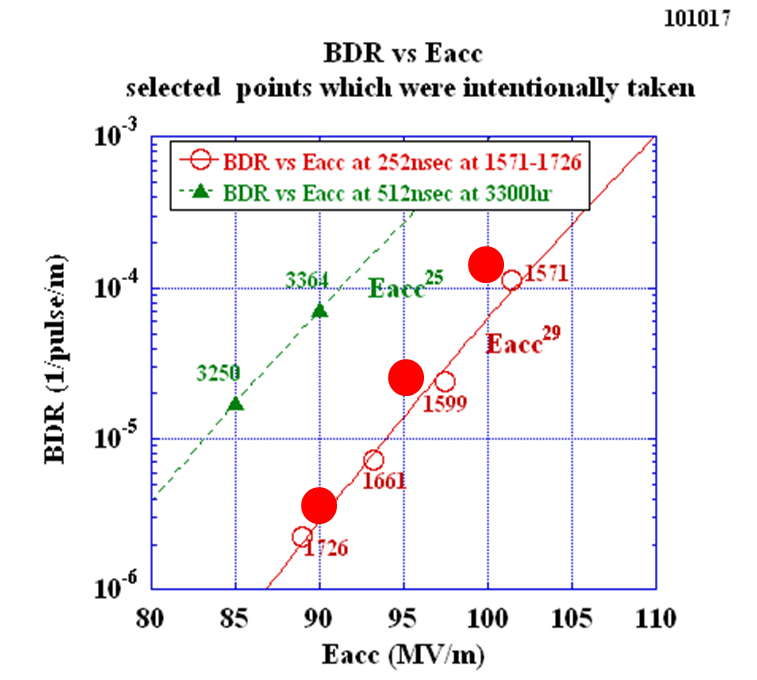 101017
BDR vs Eacc
selected points which were intentionally taken
BDR vs Eacc at 252nsec at 1571-1726
BDR vs Eacc at 512nsec at 3300hr
10-3
10-4
10-5
10-6
BDR (1/pulse/m)
3364
Eacc25
1571
Eacc29
3250
1599
1661
1726
80 85 90 95 100 105 110
Eacc (MV/m)